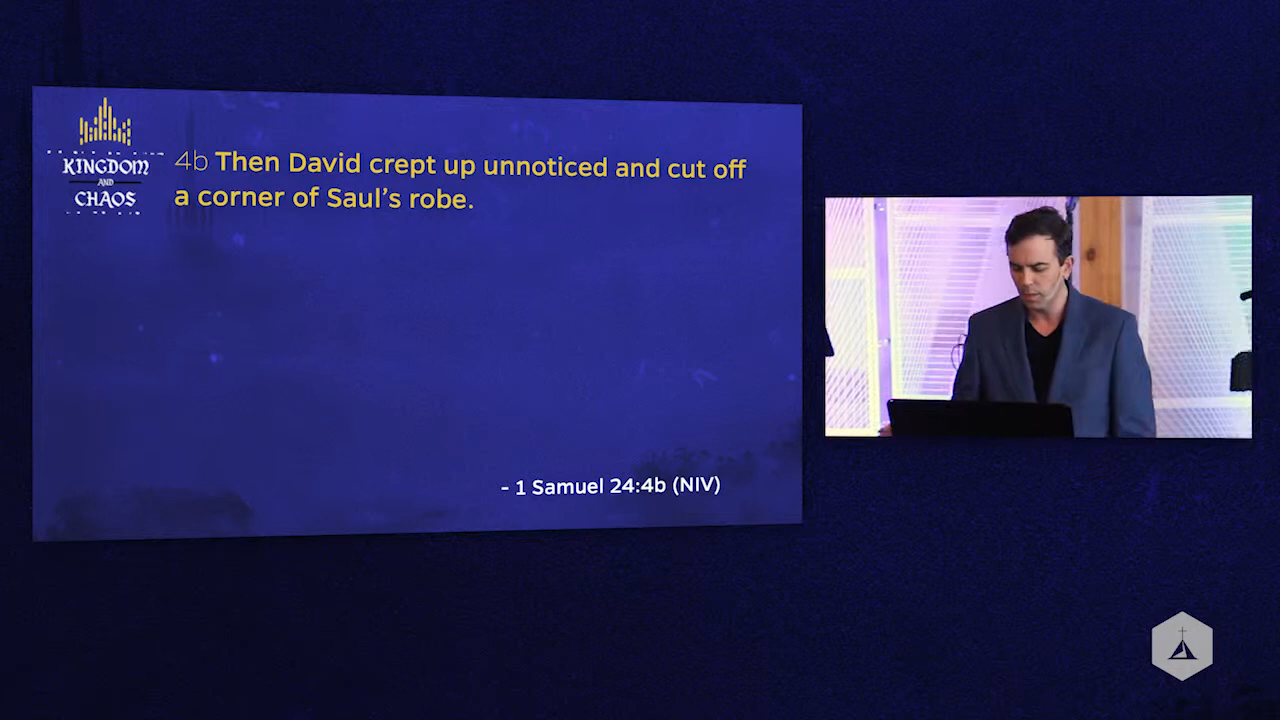 KINGDOM
AND
CHAOS
4b Then David crept up unnoticed and cut off
a corner of Saul’s robe.
- 1 Samuel 24:4b (NIV)